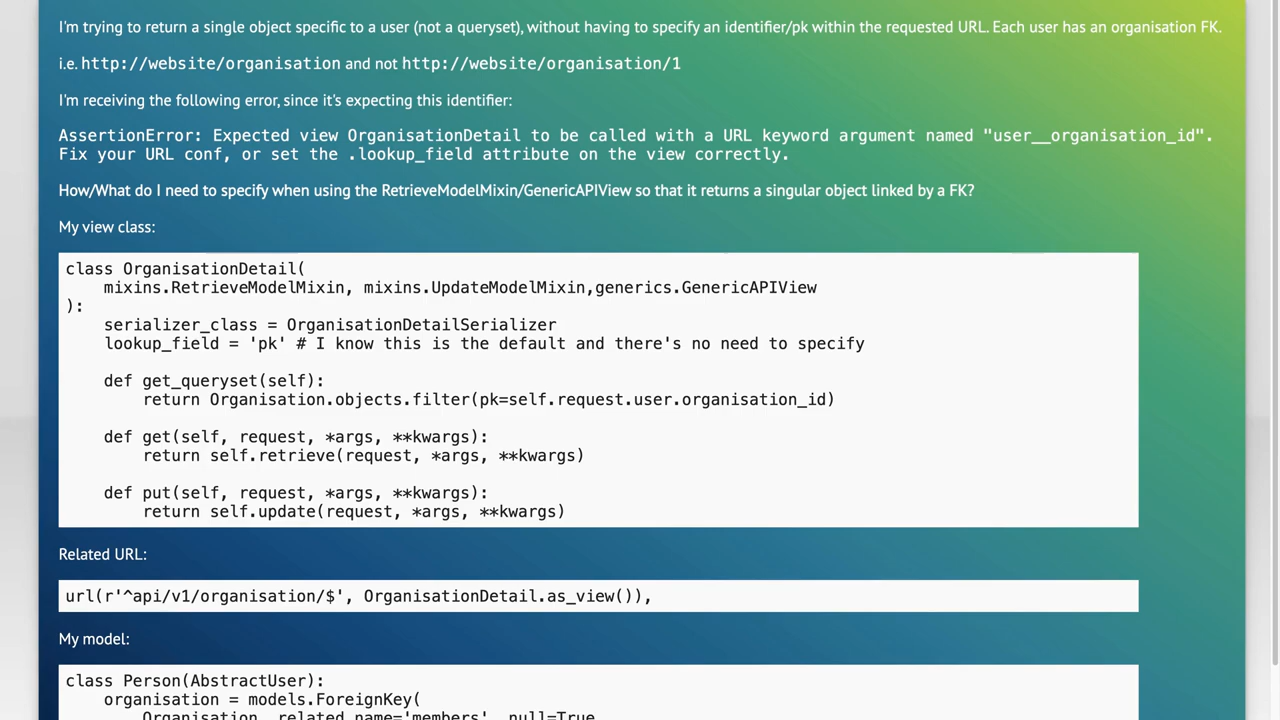 I'm trying to return a single object specific to a user (not a queryset), without having to specify an identifier/pk within the requested URL. Each user has an organisation FK.
i.e. http://website/organisation and not http://website/organisation/1
I'm receiving the following error, since it's expecting this identifier:
AssertionError: Expected view OrganisationDetail to be called with a URL keyword argument named "user__organisation_id".
Fix your URL conf, or set the .lookup_field attribute on the view correctly.
How/What do I need to specify when using the RetrieveModelMixin/GenericAPIView so that it returns a singular object linked by a FK?
My view class:
class OrganisationDetail(
    mixins.RetrieveModelMixin, mixins.UpdateModelMixin,generics.GenericAPIView
):
    serializer_class = OrganisationDetailSerializer
    lookup_field = 'pk' # I know this is the default and there's no need to specify
    def get_queryset(self):
        return Organisation.objects.filter(pk=self.request.user.organisation_id)
    def get(self, request, *args, **kwargs):
        return self.retrieve(request, *args, **kwargs)
    def put(self, request, *args, **kwargs):
        return self.update(request, *args, **kwargs)
Related URL:
url(r'^api/v1/organisation/$', OrganisationDetail.as_view()),
My model:
class Person(AbstractUser):
    organisation = models.ForeignKey(
        Organisation, related_name='members', null=True